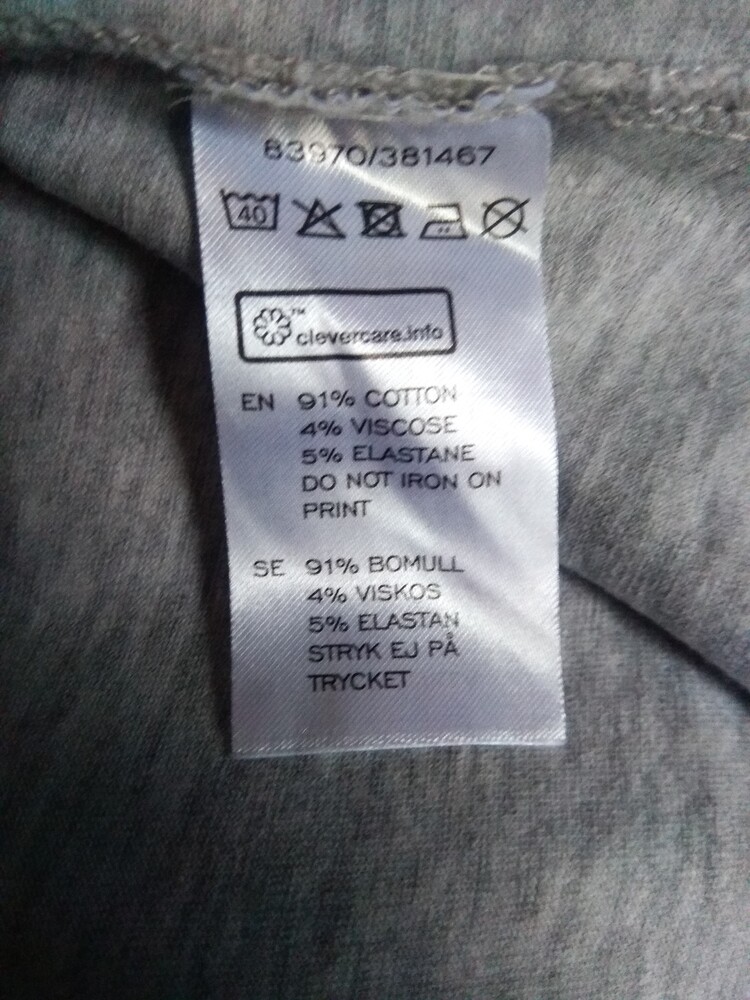 83970/381467
40
™
clevercare.info
EN 91% COTTON
4% VISCOSE
5% ELASTANE
DO NOT IRON ON
PRINT
SE 91% BOMULL
4% VISKOS
5% ELASTAN
STRYK EJ PÅ
TRYCKET